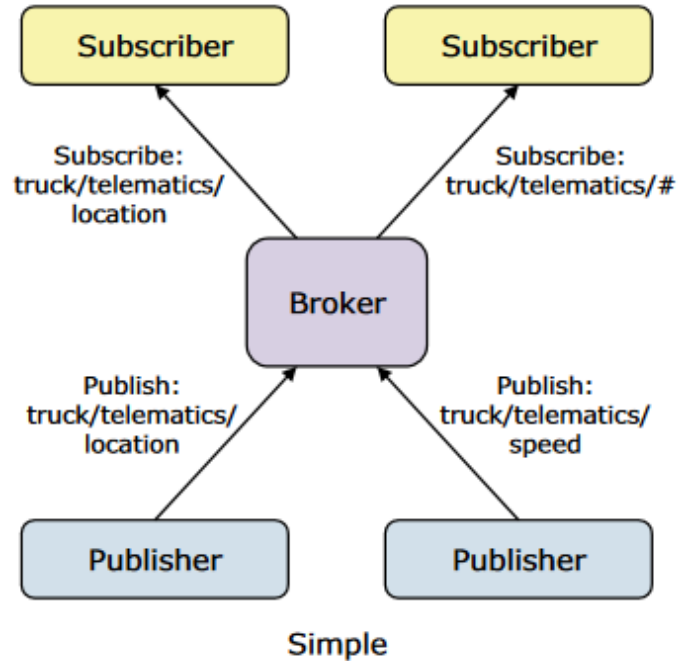 Subscriber
Subscriber
Subscribe:
truck/telematics/
location
Subscribe:
truck/telematics/#
Broker
Publish:
truck/telematics/
location
Publish:
truck/telematics/
speed
Publisher
Publisher
Simple